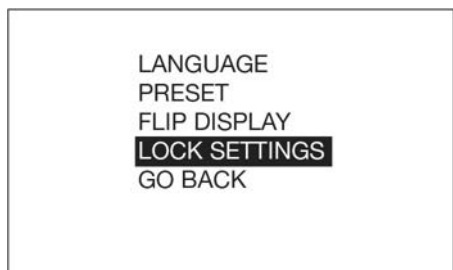 LANGUAGE
PRESET
FLIP DISPLAY
LOCK SETTINGS
GO BACK